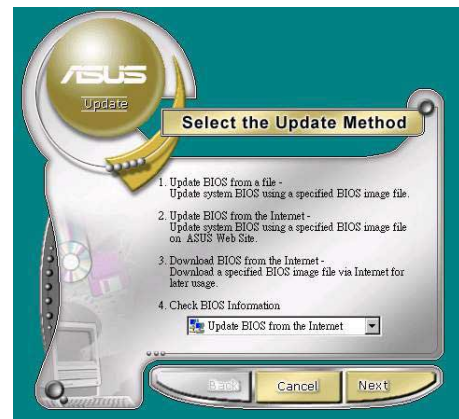 ASUS
Update
Select the Update Method
1. Update BIOS from a file -
Update system BIOS using a specified BIOS image file.
2. Update BIOS from the Internet -
Update system BIOS using a specified BIOS image file
on ASUS Web Site.
3. Download BIOS from the Internet -
Download a specified BIOS image file via Internet for
later usage.
4. Check BIOS Information
Update BIOS from the Internet
Back
Cancel
Next